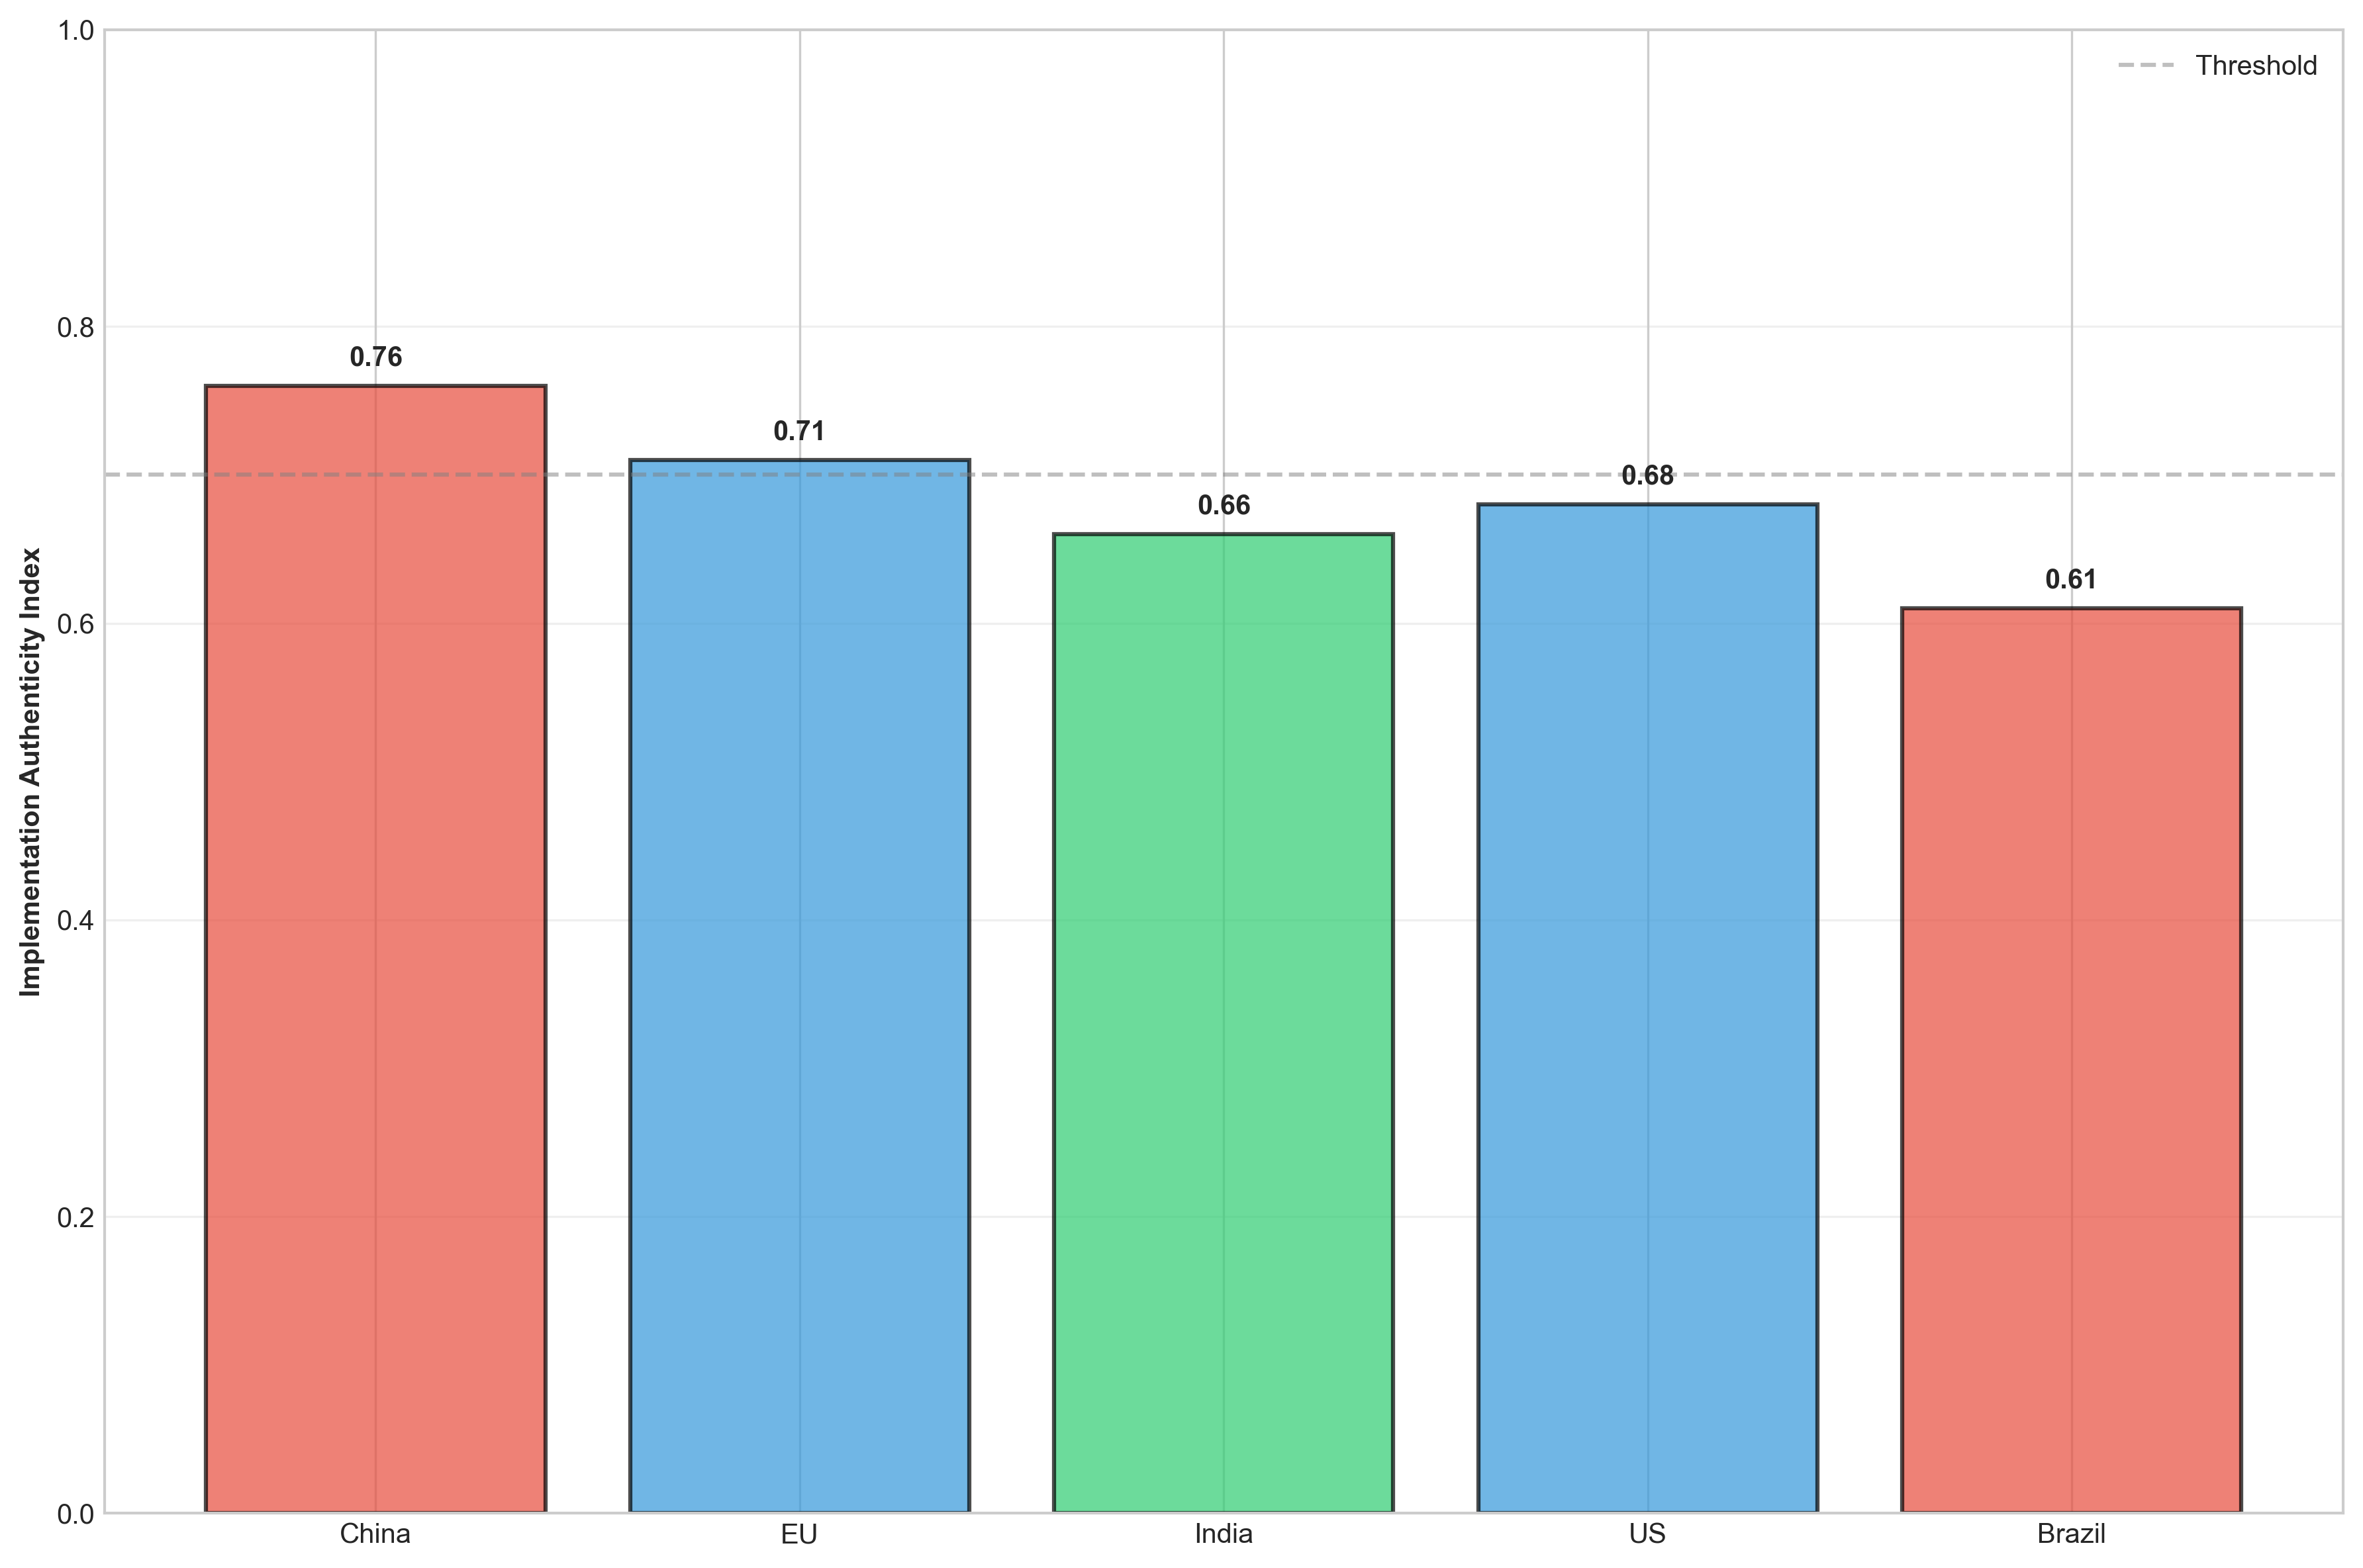 1.0
Threshold
0.8
0.76
0.71
0.68
0.66
0.61
0.6
Implementation Authenticity Index
0.4
0.2
0.0
China
EU
India
US
Brazil